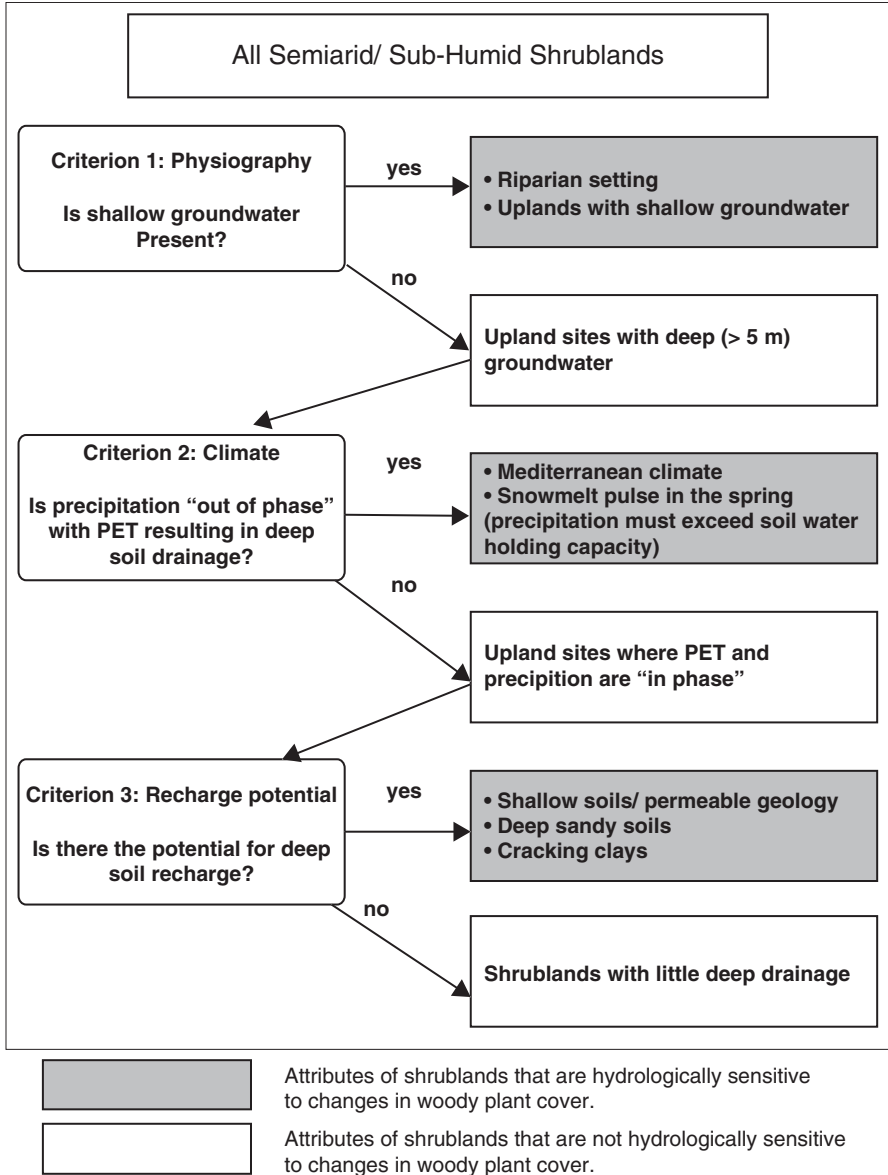 All Semiarid/ Sub-Humid Shrublands
Criterion 1: Physiography
Is shallow groundwater
Present?
yes
• Riparian setting
• Uplands with shallow groundwater
no
Upland sites with deep (> 5 m)
groundwater
Criterion 2: Climate
Is precipitation “out of phase”
with PET resulting in deep
soil drainage?
yes
• Mediterranean climate
• Snowmelt pulse in the spring
(precipitation must exceed soil water
holding capacity)
no
Upland sites where PET and
precipition are “in phase”
Criterion 3: Recharge potential
Is there the potential for deep
soil recharge?
yes
• Shallow soils/ permeable geology
• Deep sandy soils
• Cracking clays
no
Shrublands with little deep drainage
Attributes of shrublands that are hydrologically sensitive
to changes in woody plant cover.
Attributes of shrublands that are not hydrologically sensitive
to changes in woody plant cover.